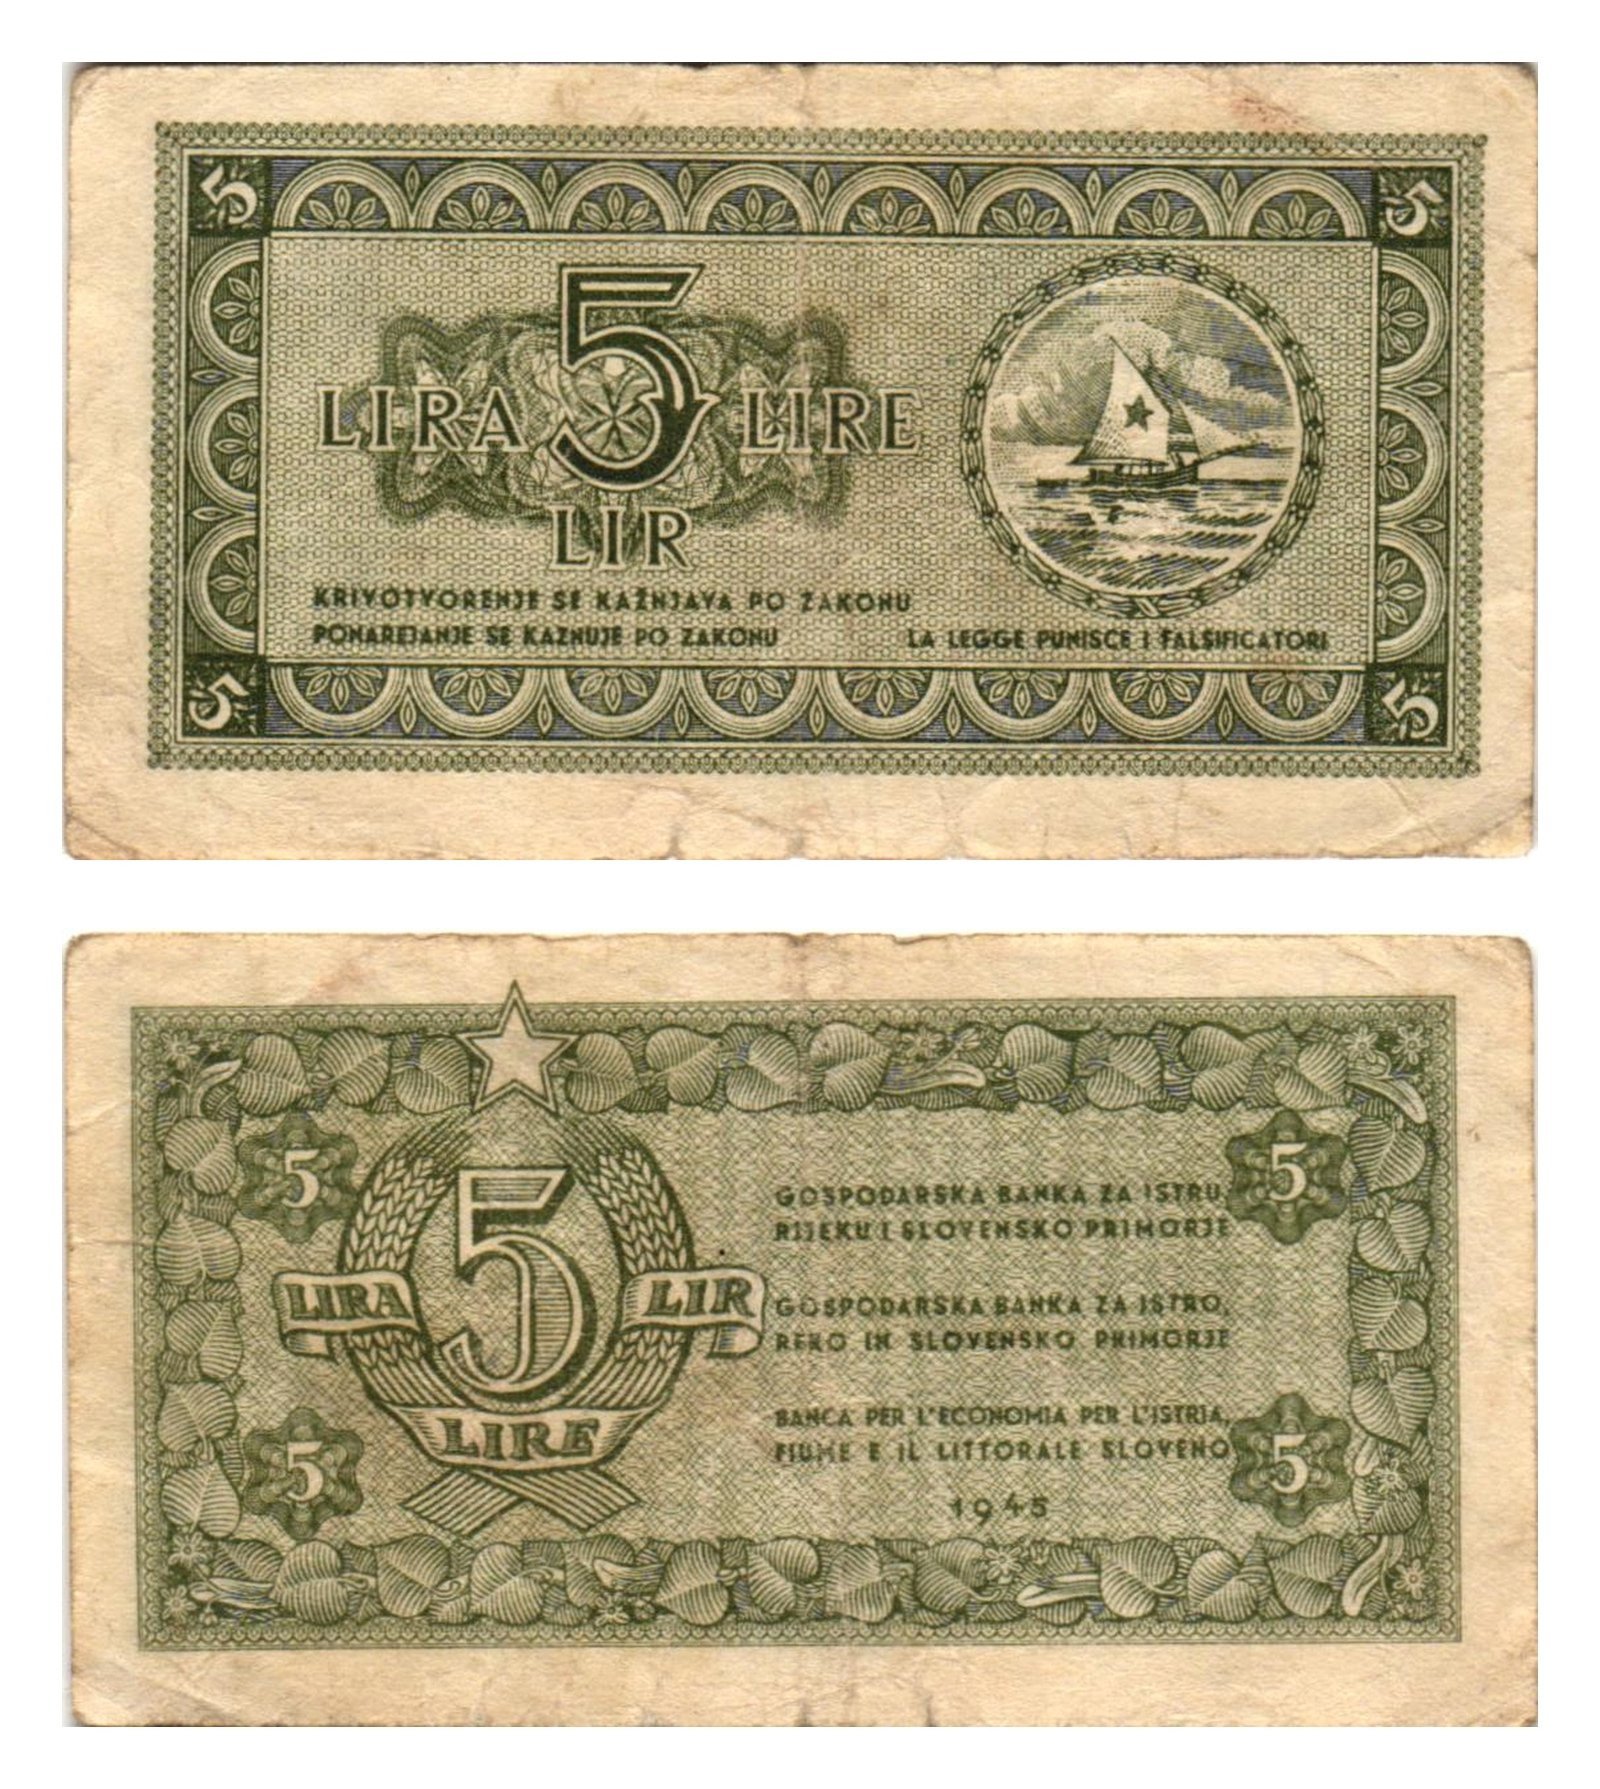 5 5
5
LIRA LIRE
LIR
KRIVOTVORENJE SE KAŽNJAVA PO ZAKONU
PONAREJANJE SE KAZNUJE PO ZAKONU LA LEGGE PUNISCE I FALSIFICATORI
5 5
5 5
5
LIRA LIR
LIRE
GOSPODARSKA BANKA ZA ISTRU,
RIJEKU I SLOVENSKO PRIMORJE
GOSPODARSKA BANKA ZA ISTRO,
REKO IN SLOVENSKO PRIMORJE
BANCA PER L'ECONOMIA PER L'ISTRIA,
FIUME E IL LITTORALE SLOVENO
5 5
1945